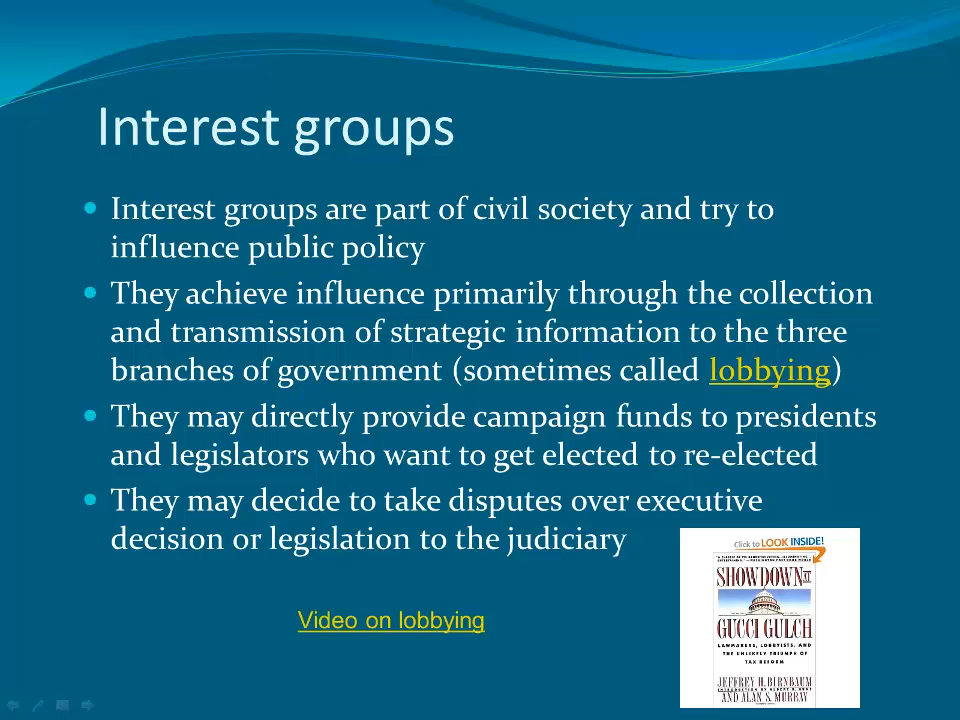 Interest groups
Interest groups are part of civil society and try to
influence public policy
They achieve influence primarily through the collection
and transmission of strategic information to the three
branches of government (sometimes called lobbying)
They may directly provide campaign funds to presidents
and legislators who want to get elected to re-elected
They may decide to take disputes over executive
decision or legislation to the judiciary
Video on lobbying
Click to LOOK INSIDE!
SHOWDOWN AT
GUCCI GULCH
LAWMAKERS, LOBBYISTS, AND
THE UNLIKELY TRIUMPH OF
TAX REFORM
JEFFREY H. BIRNBAUM
AND ALAN S. MURRAY